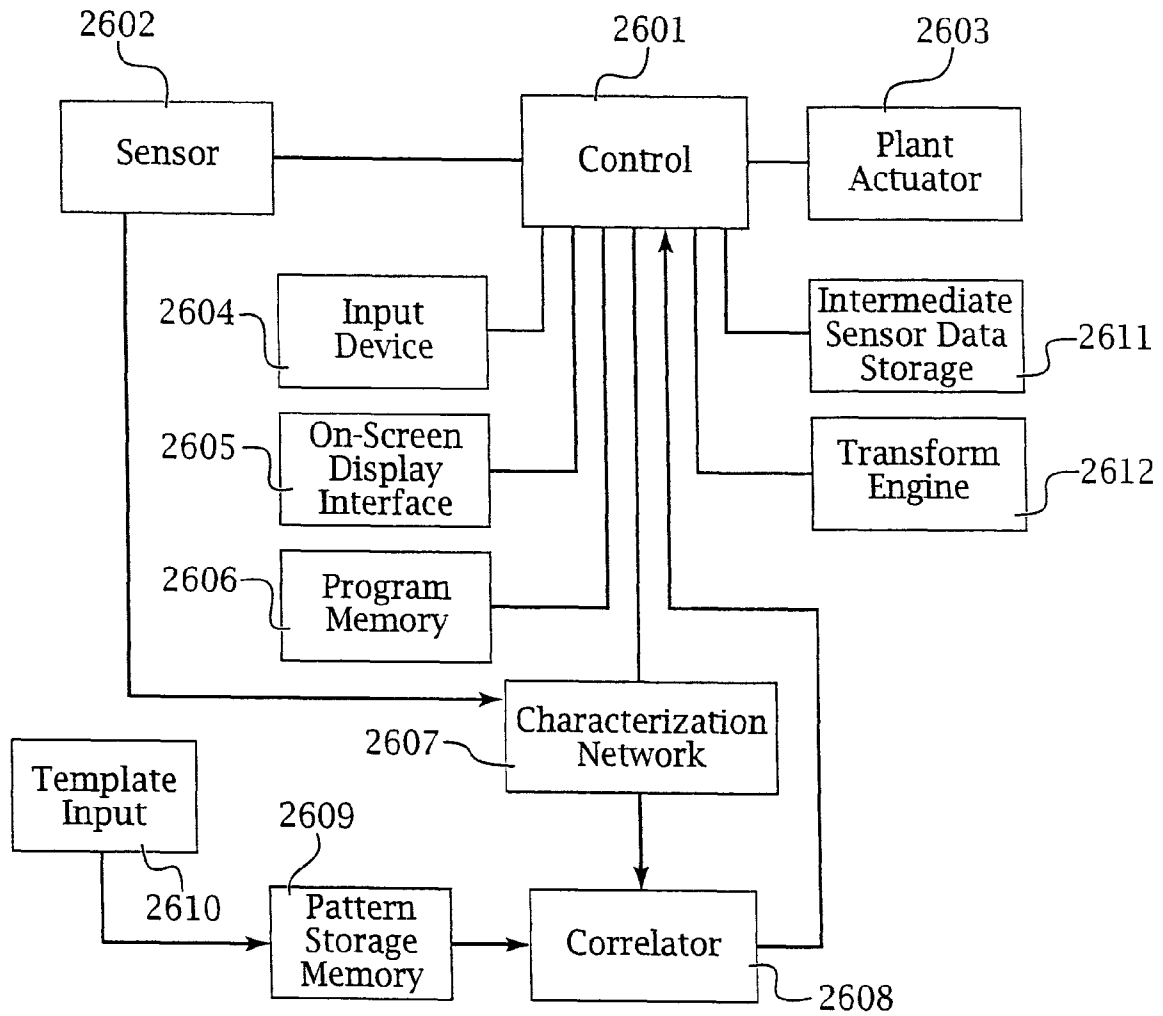 2602
2601
2603
Sensor
Control
Plant
Actuator
2604
Input
Device
Intermediate
Sensor Data
Storage
2611
2605
On-Screen
Display
Interface
Transform
Engine
2612
2606
Program
Memory
2607
Characterization
Network
Template
Input
2610
2609
Pattern
Storage
Memory
Correlator
2608